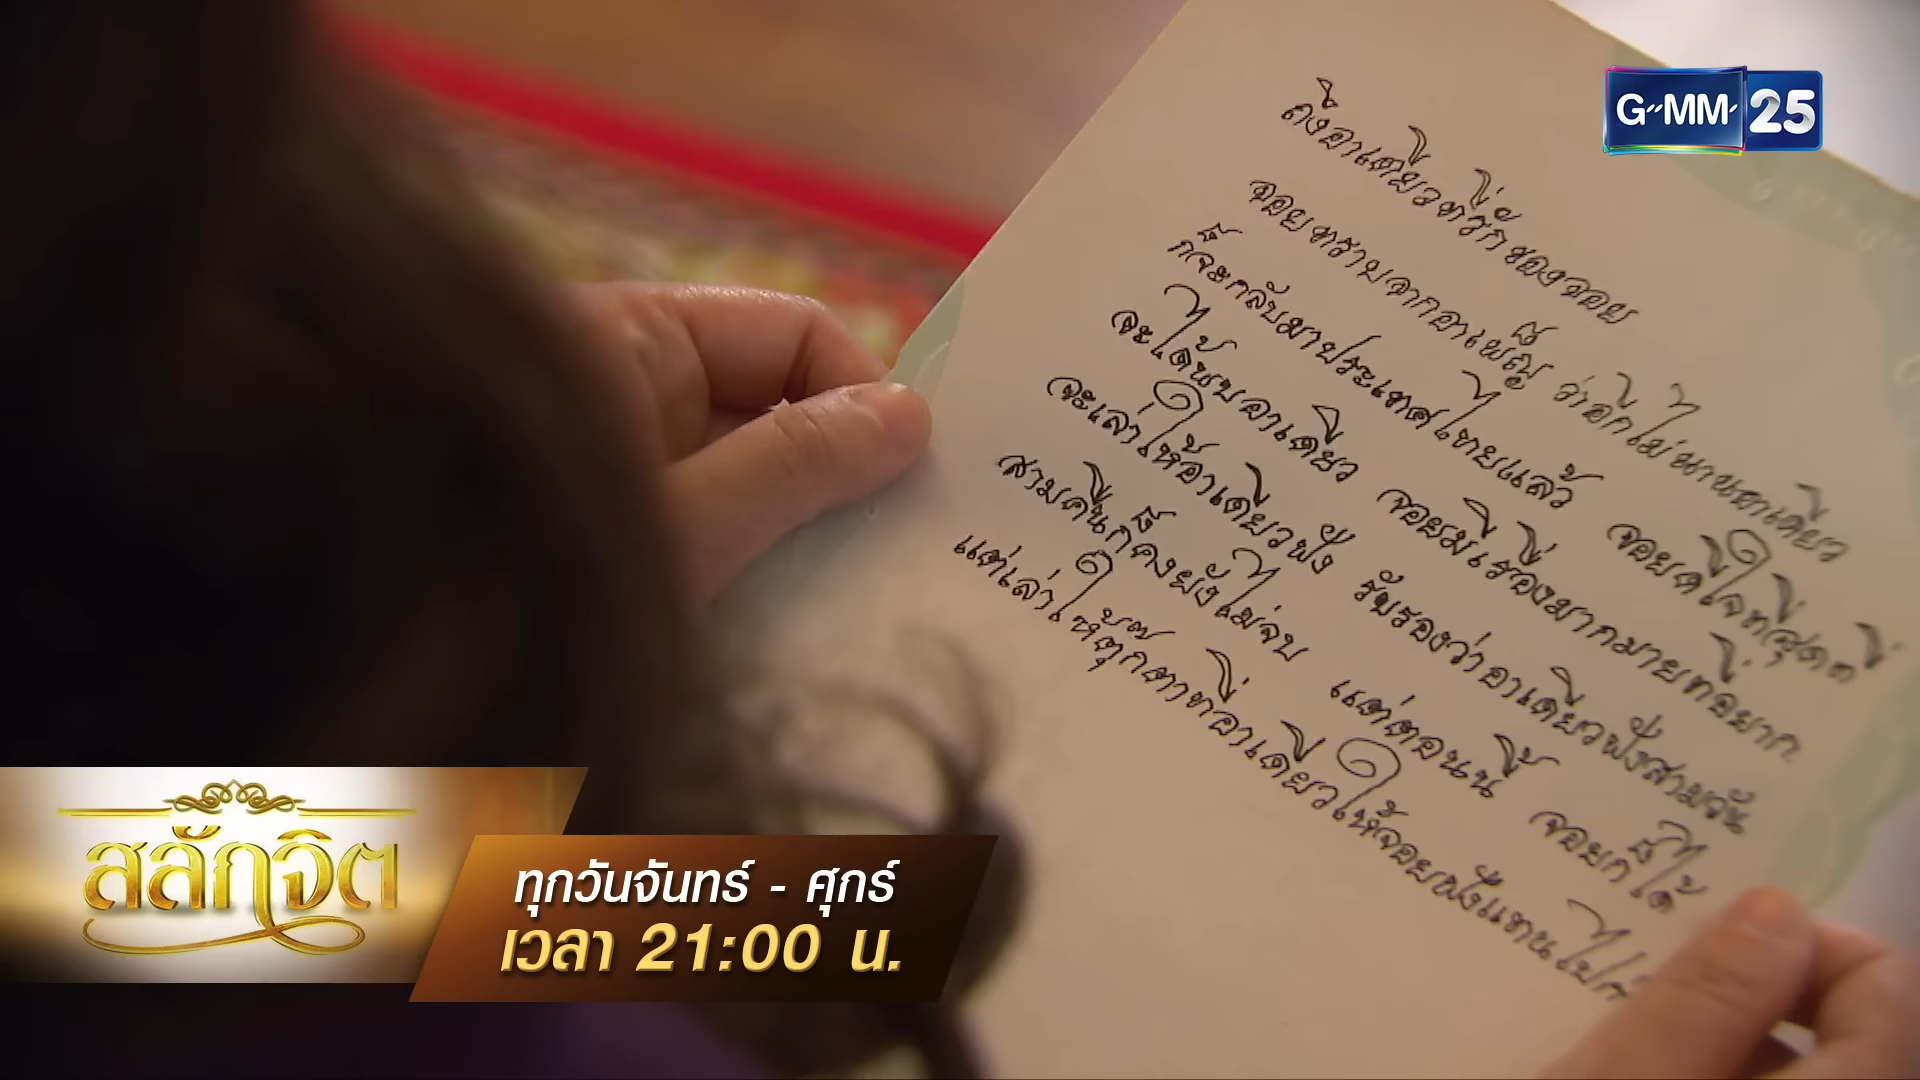 G-MM 25
ถึงอาเดียวที่รักของจอย
จอยทราบจากอาเพ็ญ ว่าอีกไม่นานอาเดียว
ก็จะกลับมาประเทศไทยแล้ว จอยดีใจที่สุดที่
จะได้พบอาเดียว จอยมีเรื่องมากมายที่อยาก
จะเล่าให้อาเดียวฟัง รับรองว่าอาเดียวฟังสามวัน
สามคืนก็คงยังไม่จบ แต่ตอนนี้ จอยก็ได้
แต่เล่าให้ตุ๊กตาที่อาเดียวให้จอยฟังแทนไป
สลักจิต
ทุกวันจันทร์ - ศุกร์
เวลา 21:00 น.